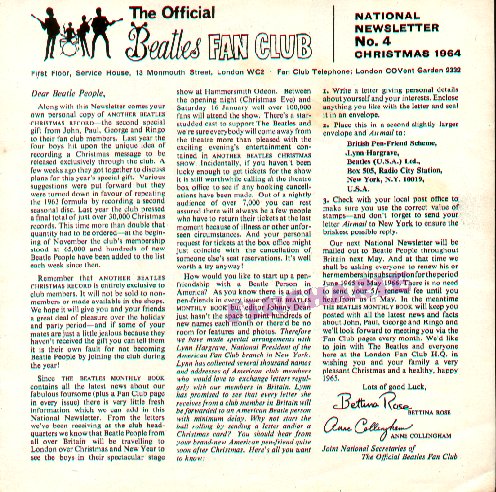 The Official
Beatles FAN CLUB
NATIONAL
NEWSLETTER
No. 4
CHRISTMAS 1964
First Floor, Service House, 13 Monmouth Street, London WC2 · Fan Club Telephone; London COVent Garden 2332
Dear Beatle People,
Along with this Newsletter comes your
own personal copy of ANOTHER BEATLES
CHRISTMAS RECORD—the second special
gift from John, Paul, George and Ringo
to their fan club members. Last year the
four boys hit upon the unique idea of
recording a Christmas message to be
released exclusively through the club. A
few weeks ago they got together to discuss
plans for this year's special gift. Various
suggestions were put forward but they
were turned down in favour of repeating
the 1963 formula by recording a second
seasonal disc. Last year the club pressed
a final total of just over 30,000 Christmas
records. This time more than double that
quantity had to be ordered—at the begin-
ning of November the club's membership
stood at 65,000 and hundreds of new
Beatle People have been added to the list
each week since then.
Remember that ANOTHER BEATLES
CHRISTMAS RECORD is entirely exclusive to
club members. It will not be sold to non-
members or made available in the shops.
We hope it will give you and your friends
a great deal of pleasure over the holiday
and party period—and if some of your
mates are just a little jealous because they
haven't received the gift you can tell them
it is their own fault for not becoming
Beatle People by joining the club during
the year!
Since THE BEATLES MONTHLY BOOK
contains all the latest news about our
fabulous foursome (plus a Fan Club page
in every issue) there is very little fresh
information which we can add in this
National Newsletter. From the letters
we've been receiving at the club head-
quarters we know that Beatle People from
all over Britain will be travelling to
London over Christmas and New Year to
see the boys in their spectacular stage
show at Hammersmith Odeon. Between
the opening night (Christmas Eve) and
Saturday 16 January well over 100,000
fans will attend the show. There's a star-
studded cast to support The Beatles and
we're sure everybody will come away from
the theatre more than pleased with the
exciting evening's entertainment con-
tained in ANOTHER BEATLES CHRISTMAS
show. Incidentally, if you haven't been
lucky enough to get tickets for the show
it is still worthwhile calling at the theatre
box office to see if any booking cancell-
ations have been made. Out of a nightly
audience of over 7,000 you can rest
assured there will always be a few people
who have to return their tickets at the last
moment because of illness or other unfor-
seen circumstances. And your personal
request for tickets at the box office might
just coincide with the cancellation of
someone else's seat reservations. It's well
worth a try anyway!
How would you like to start up a pen-
friendship with a Beatle Person in
America? As you know there is a list of
pen-friends in every issue of THE BEATLES
MONTHLY BOOK but
just hasn't the space to print hundreds of
new names each month or there'd be no
room for features and photos. Therefore
we have made special arrangements with
Lynn Hargrave, National President of the
American Fan Club branch in New York.
Lynn has collected several thousand names
and addresses of American club members
who would love to exchange letters regul-
arly with our members in Britain. Lynn
has promised to see that every letter she
receives from a club member in Britain will
be forwarded to an American Beatle person
with minimum delay. Why not start the
ball rolling by sending a letter and/or a
Christmas card? You should hear from
your brand-new American pen-friend quite
soon after Christmas. Here's all you want
to know:
1. Write a letter giving personal details
about yourself and your interests. Enclose
anything you like with the letter and seal
it in an envelope.
2. Place this in a second slightly larger
envelope and Airmail to:
British Pen-Friend Scheme,
Lynn Hargrave,
Beatles (U.S.A.) Ltd.,
Box 505, Radio City Station,
New York, N.Y. 10019,
U.S.A.
3. Check with your local post office to
make sure you use the correct value of
stamps—and don't forget to send your
letter Airmail to New York to ensure the
briskest possible reply.
Our next National Newsletter will be
mailed out to Beatle People throughout
Britain next May. And at that time we
shall be asking everyone to renew his or
her membership subscription for the period
June 1965 There is no need
to send your 5/- renewal fee until you
hear from us in May. In the meantime
THE BEATLES MONTHLY BOOK will keep you
posted with all the latest news and facts
about John, Paul, George and Ringo and
we'll look forward to meeting you via the
Fan Club page every month. We'd like
to join with The Beatles and everyone
here at the London Fan Club H.Q. in
wishing you and your family a very
pleasant Christmas and a healthy, happy
1965.
Lots of good Luck,
Bettina Rose
BETTINA ROSE
Anne Collingham
ANNE COLLINGHAM
Joint National Secretaries of
The Official Beatles Fan Club